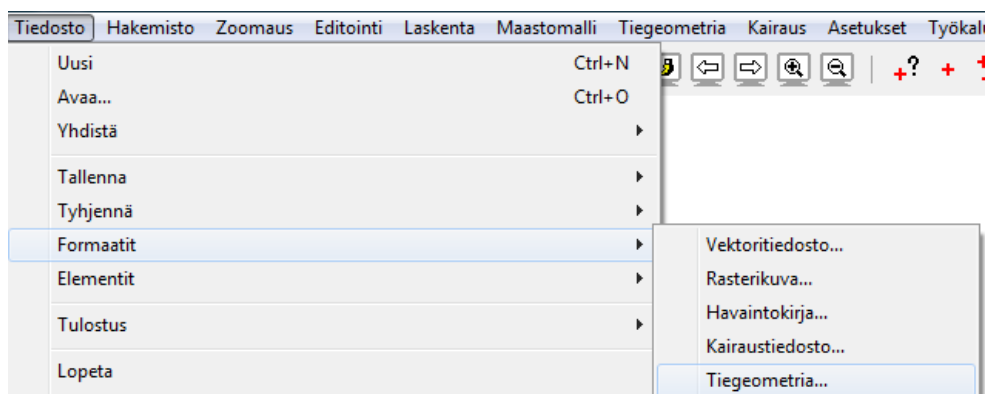 Tiedosto Hakemisto Zoomaus Editointi Laskenta Maastomalli Tiegeometria Kairaus Asetukset
Uusi Ctrl+N
Avaa... Ctrl+O
Yhdistä
Tallenna
Tyhjennä
Formaatit
Elementit
Tulostus
Lopeta
Vektoritiedosto...
Rasterikuva...
Havaintokirja...
Kairaustiedosto...
Tiegeometria...